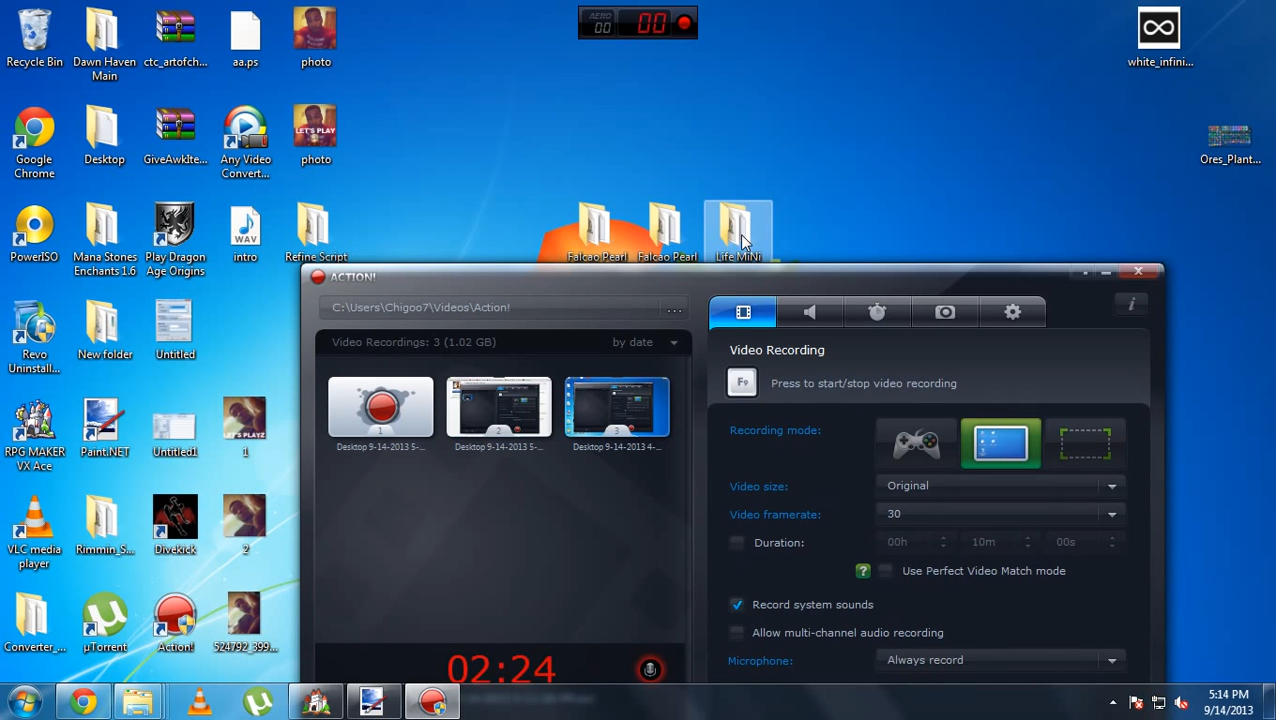 AERO
00
00
Recycle Bin
Dawn Haven
Main
ctc_artofch...
aa.ps
photo
white_infini...
Google
Chrome
Desktop
GiveAwkIte...
Any Video
Convert...
LET'S PLAY
photo
Ores_Plant...
PowerISO
Mana Stones
Enchants 1.6
Play Dragon
Age Origins
WAV
intro
Refine Script
Falcao Pearl
Falcao Pearl
Life MiNi
Revo
Uninstall...
New folder
Untitled
RPG MAKER
VX Ace
Paint.NET
Untitled1
LET'S PLAYZ
1
VLC media
player
Rimmin_S...
Divekick
2
Converter_...
µTorrent
Action!
524792_399...
ACTION!
C:\Users\Chigoo7\Videos\Action!
...
Video Recordings: 3 (1.02 GB)
by date
1
2
3
Desktop 9-14-2013 5-...
Desktop 9-14-2013 5-...
Desktop 9-14-2013 4-...
02:24
i
Video Recording
F9
Press to start/stop video recording
Recording mode:
Video size:
Original
Video framerate:
30
Duration:
00h
10m
00s
?
Use Perfect Video Match mode
Record system sounds
Allow multi-channel audio recording
Microphone:
Always record
5:14 PM
9/14/2013